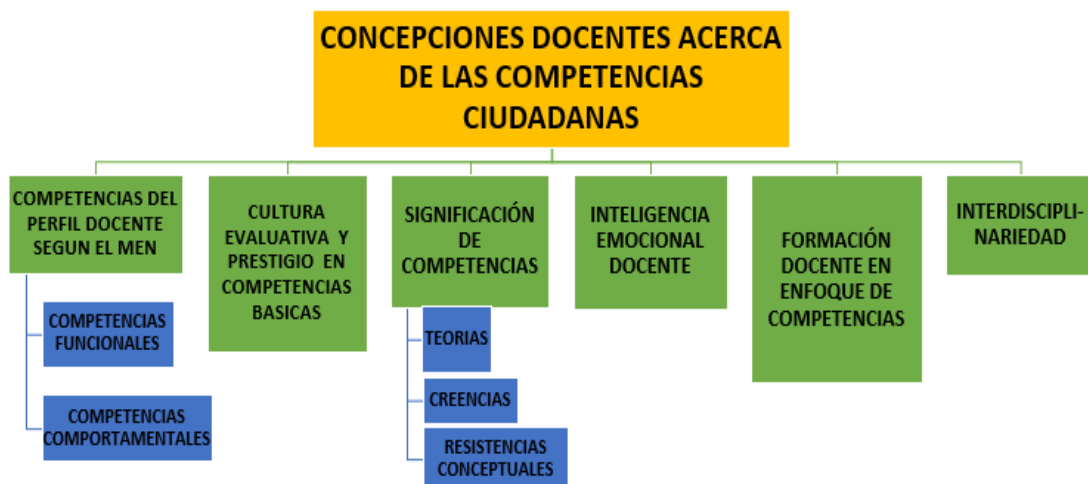 CONCEPCIONES DOCENTES ACERCA
DE LAS COMPETENCIAS
CIUDADANAS
COMPETENCIAS DEL
PERFIL DOCENTE
SEGUN EL MEN
COMPETENCIAS
FUNCIONALES
COMPETENCIAS
COMPORTAMENTALES
CULTURA
EVALUATIVA Y
PRESTIGIO EN
COMPETENCIAS
BASICAS
SIGNIFICACIÓN
DE
COMPETENCIAS
TEORIAS
CREENCIAS
RESISTENCIAS
CONCEPTUALES
INTELIGENCIA
EMOCIONAL
DOCENTE
FORMACIÓN
DOCENTE EN
ENFOQUE DE
COMPETENCIAS
INTERDISCIPLI-
NARIEDAD